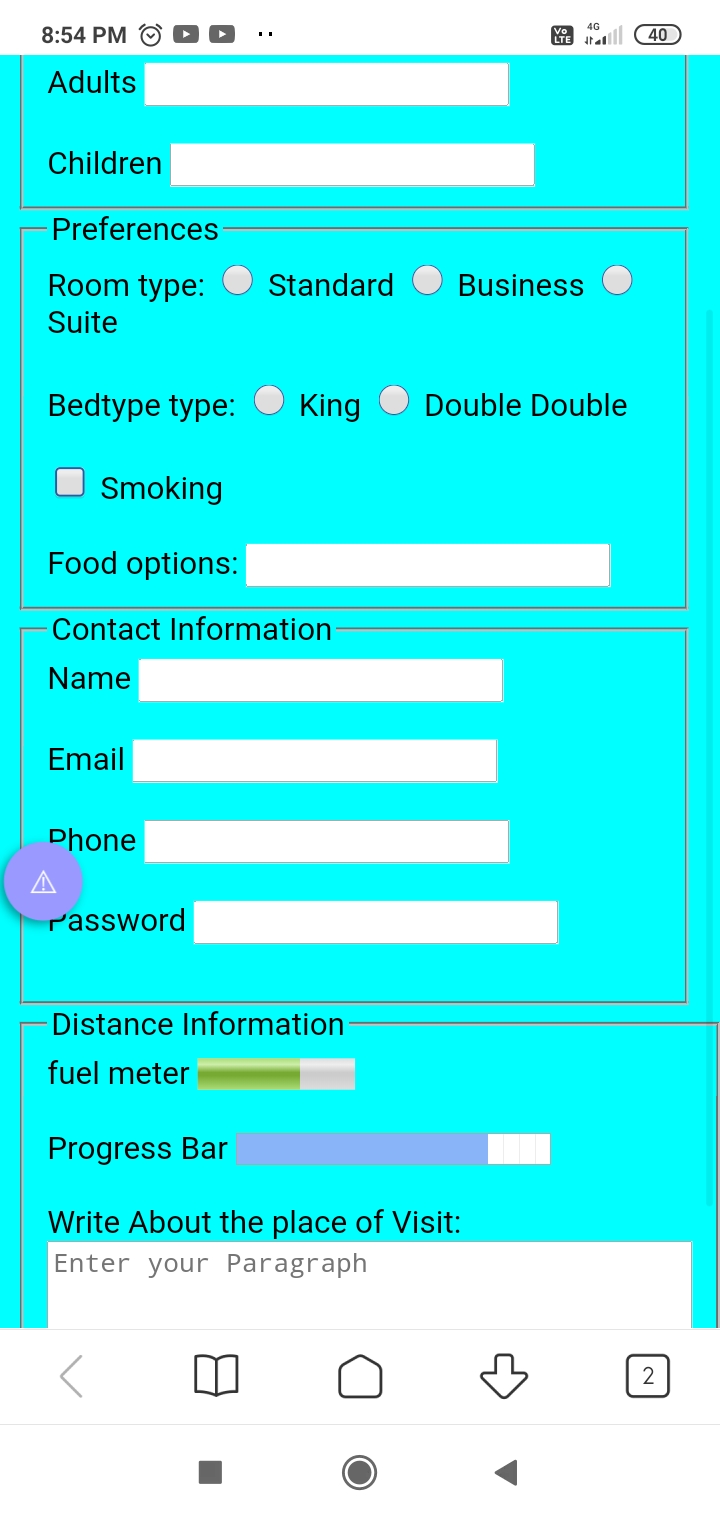 8:54 PM Vo LTE 4G 40
Adults
Children
Preferences
Room type: Standard Business
Suite
Bedtype type: King Double Double
Smoking
Food options:
Contact Information
Name
Email
Phone
Password
Distance Information
fuel meter
Progress Bar
Write About the place of Visit:
Enter your Paragraph
2